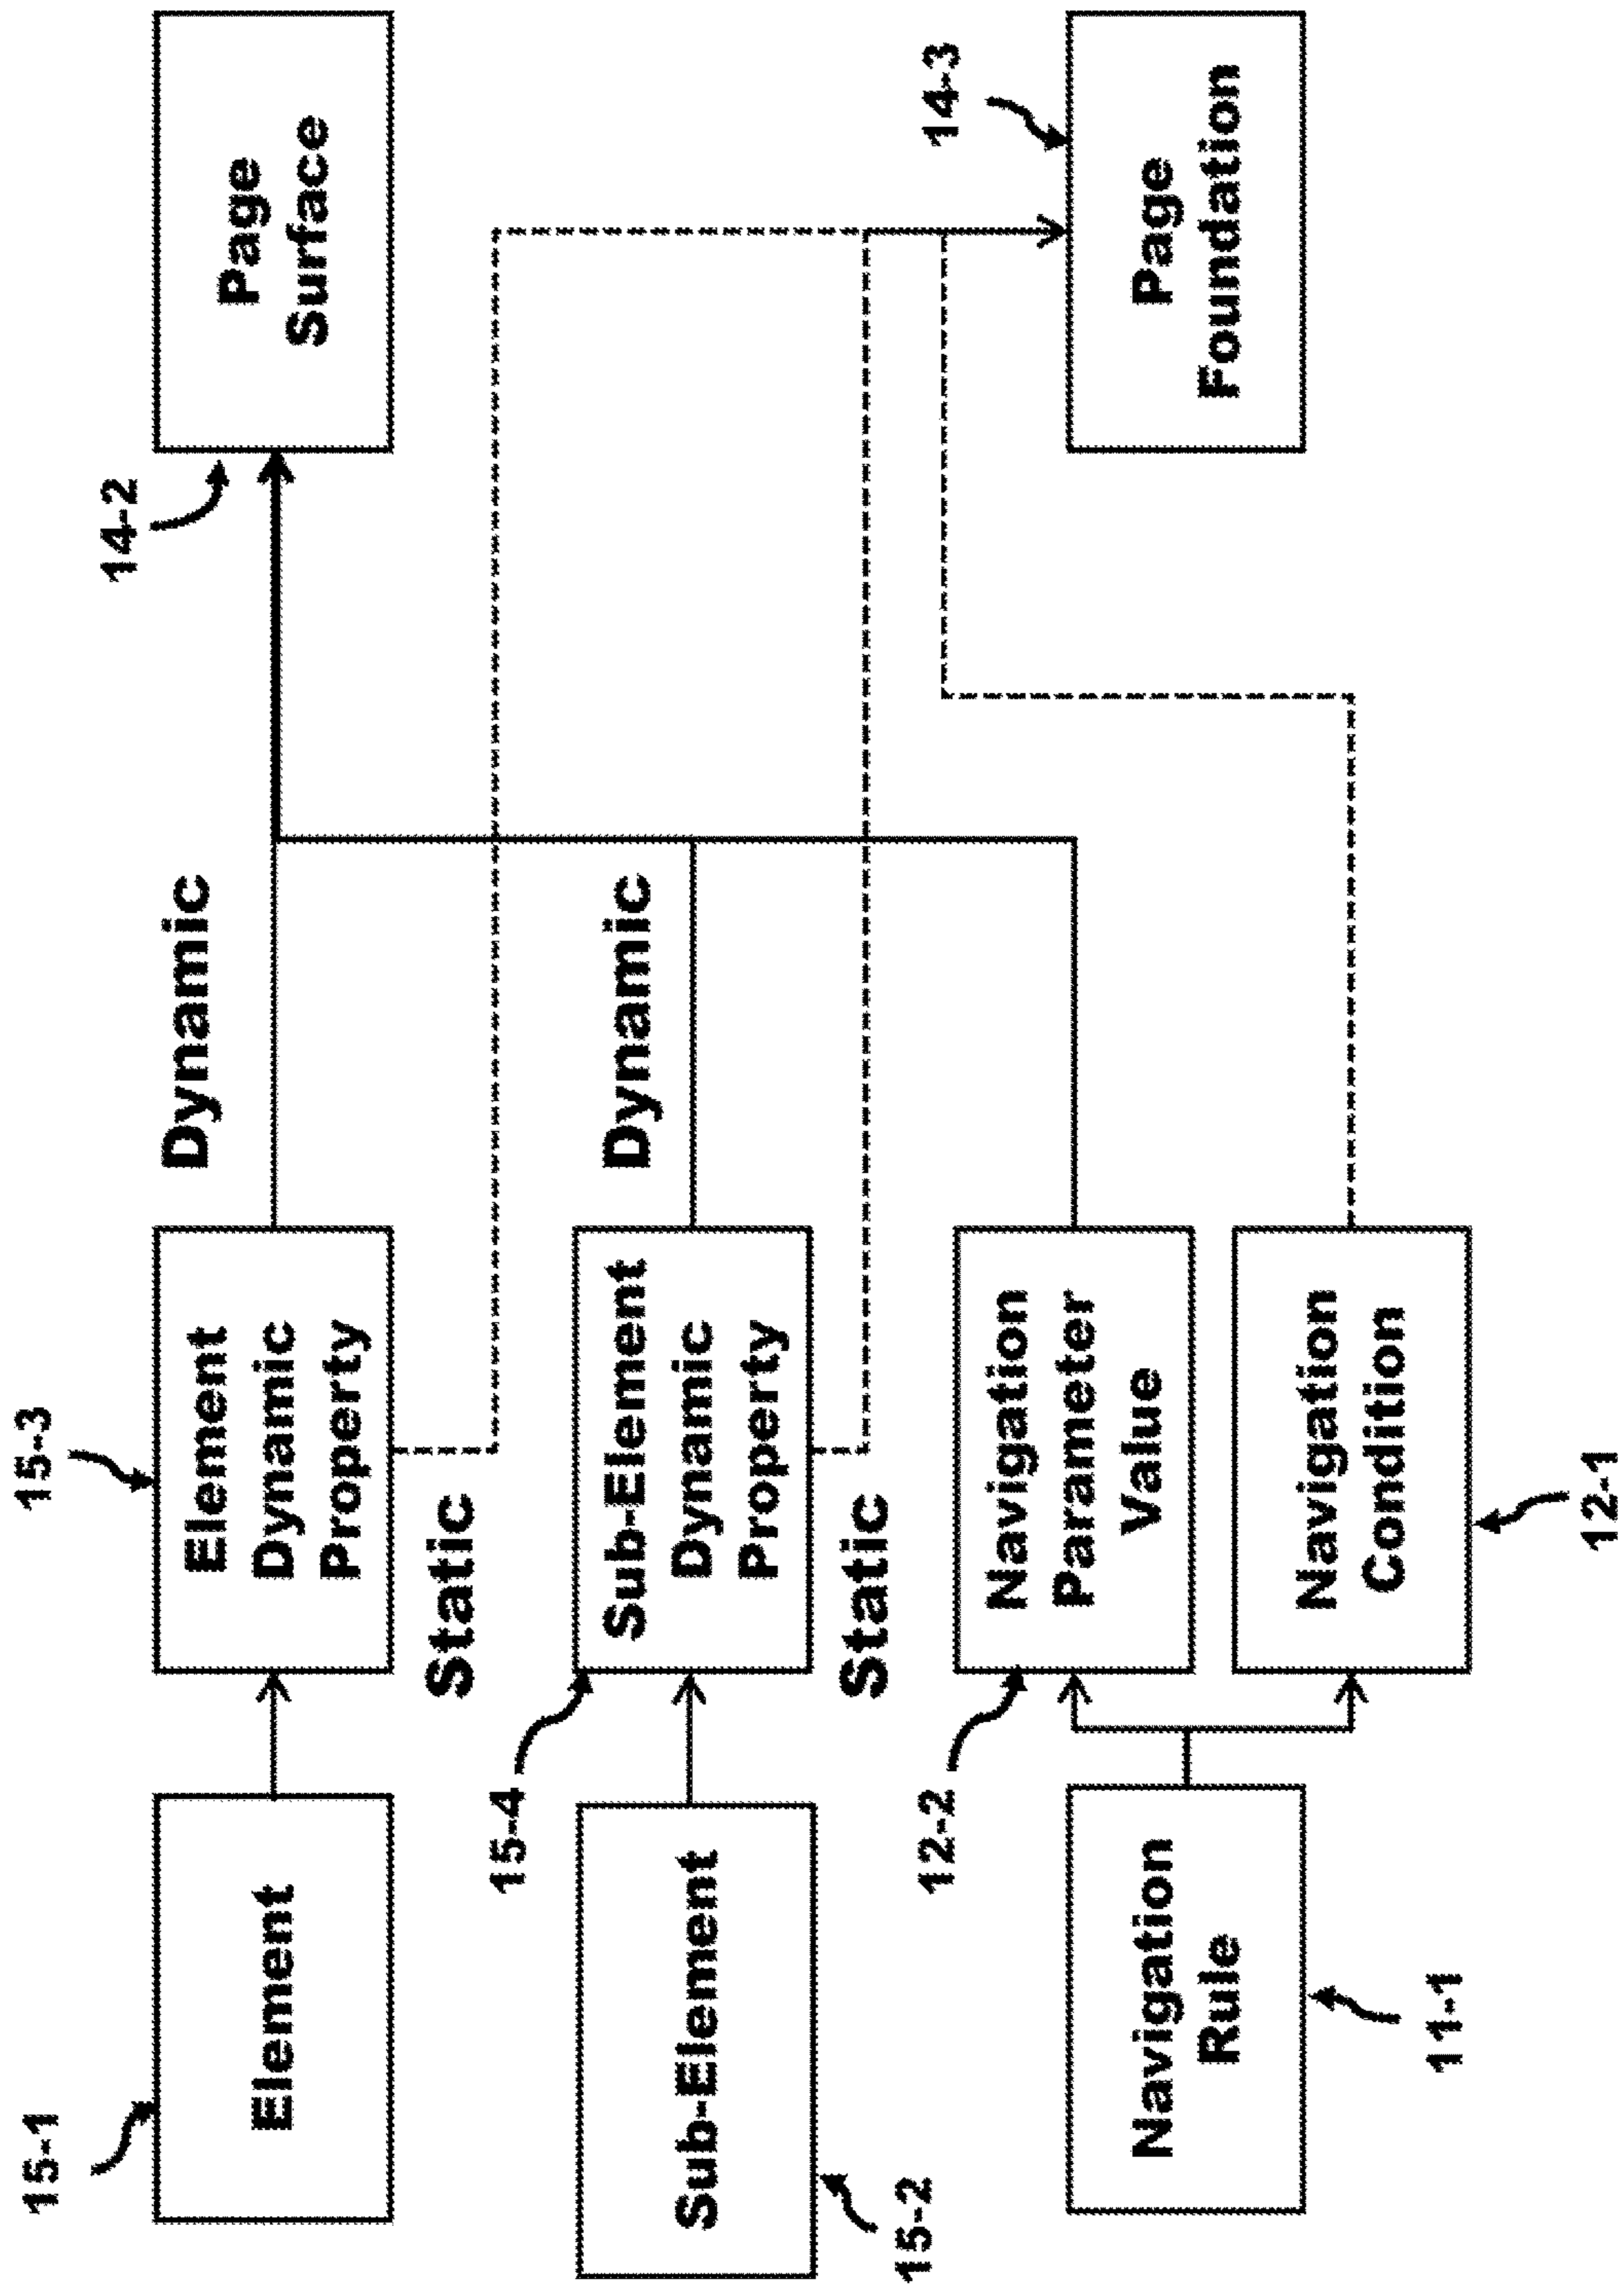 15-1
Element
15-3
Element
Dynamic
Property
Dynamic
Static
14-2
Page
Surface
15-2
Sub-Element
15-4
Sub-Element
Dynamic
Property
Dynamic
Static
11-1
Navigation
Rule
12-2
Navigation
Parameter
Value
12-1
Navigation
Condition
14-3
Page
Foundation